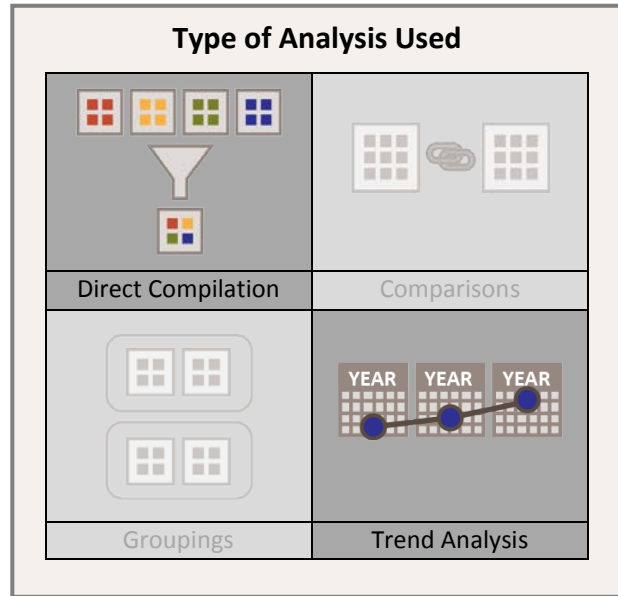 Type of Analysis Used
Direct Compilation
Comparisons
YEAR YEAR YEAR
Groupings
Trend Analysis